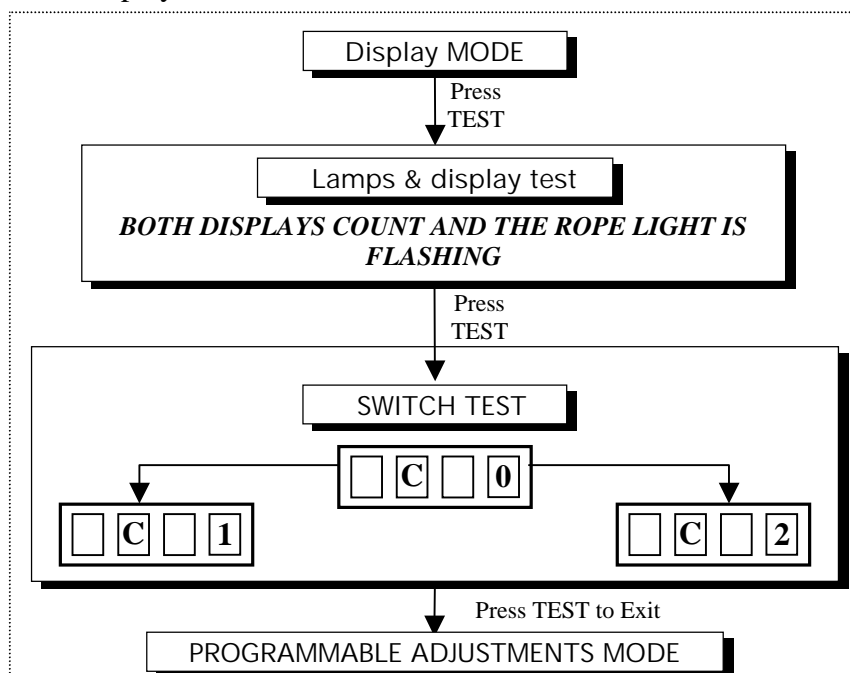 Display MODE
Press
TEST
Lamps & display test
BOTH DISPLAYS COUNT AND THE ROPE LIGHT IS
FLASHING
Press
TEST
SWITCH TEST
C 0
C 1
C 2
Press TEST to Exit
PROGRAMMABLE ADJUSTMENTS MODE